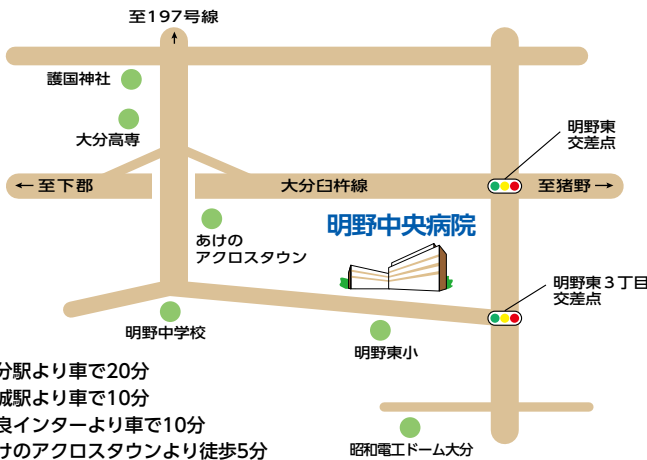 至197号線
↑
護国神社
大分高専
明野東
交差点
←至下郡
大分臼杵線
至猪野→
あけの
アクロスタウン
明野中央病院
明野東3丁目
交差点
明野中学校
明野東小
分駅より車で20分
城駅より車で10分
良インターより車で10分
けのアクロスタウンより徒歩5分
昭和電工ドーム大分